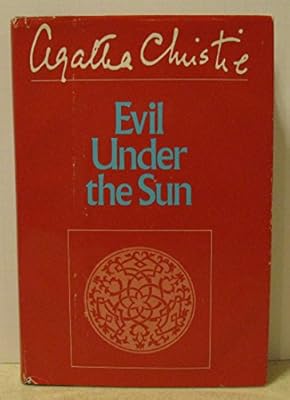 Agatha Christie
Evil
Under
the Sun